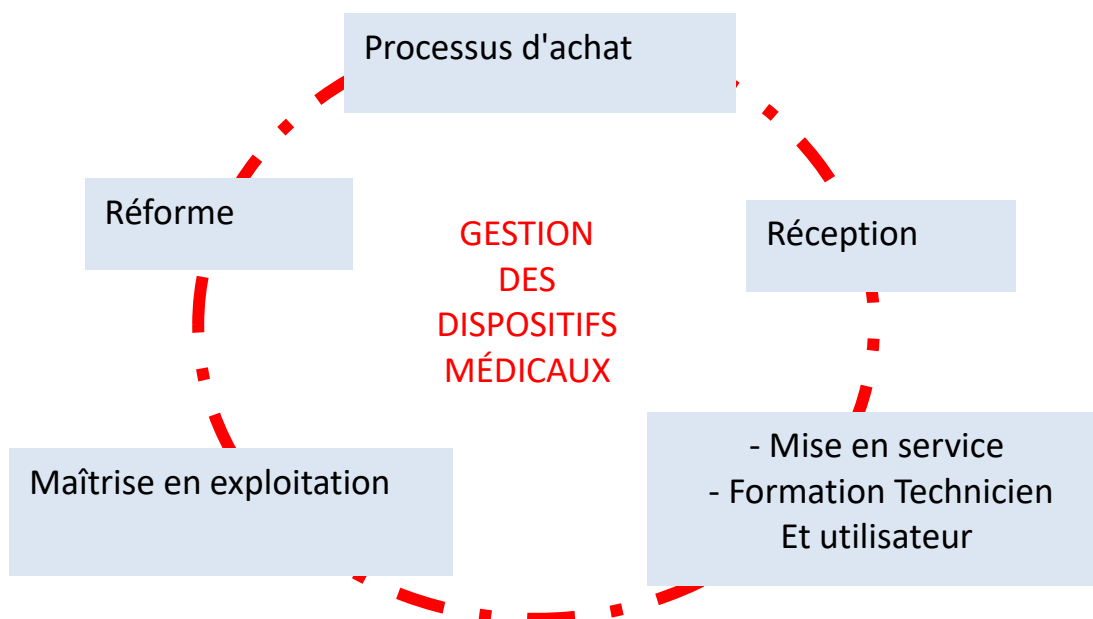 Processus d'achat
Réforme
GESTION
DES
DISPOSITIFS
MÉDICAUX
Réception
- Mise en service
- Formation Technicien
Et utilisateur
Maîtrise en exploitation